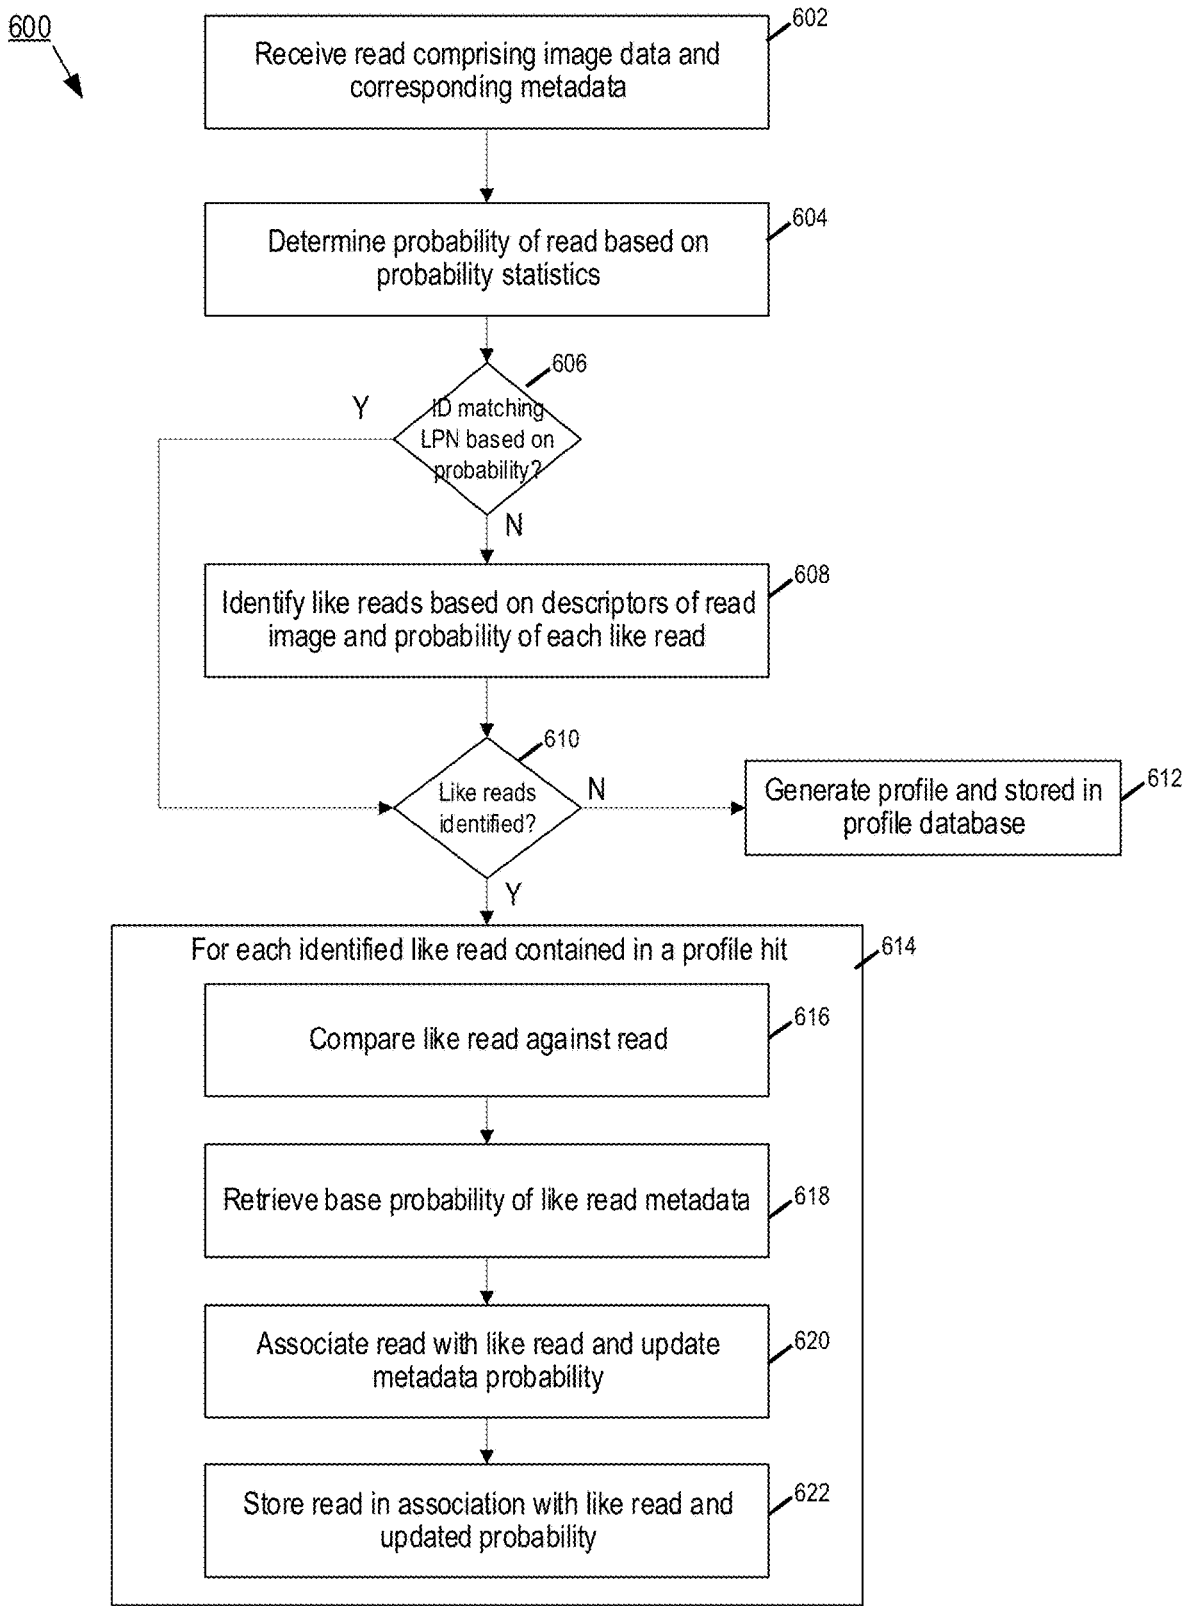 600
602
Receive read comprising image data and
corresponding metadata
604
Determine probability of read based on
probability statistics
606
Y
ID matching
LPN based on
probability?
N
608
Identify like reads based on descriptors of read
image and probability of each like read
610
Like reads
identified?
N
612
Generate profile and stored in
profile database
Y
614
For each identified like read contained in a profile hit
616
Compare like read against read
618
Retrieve base probability of like read metadata
620
Associate read with like read and update
metadata probability
622
Store read in association with like read and
updated probability